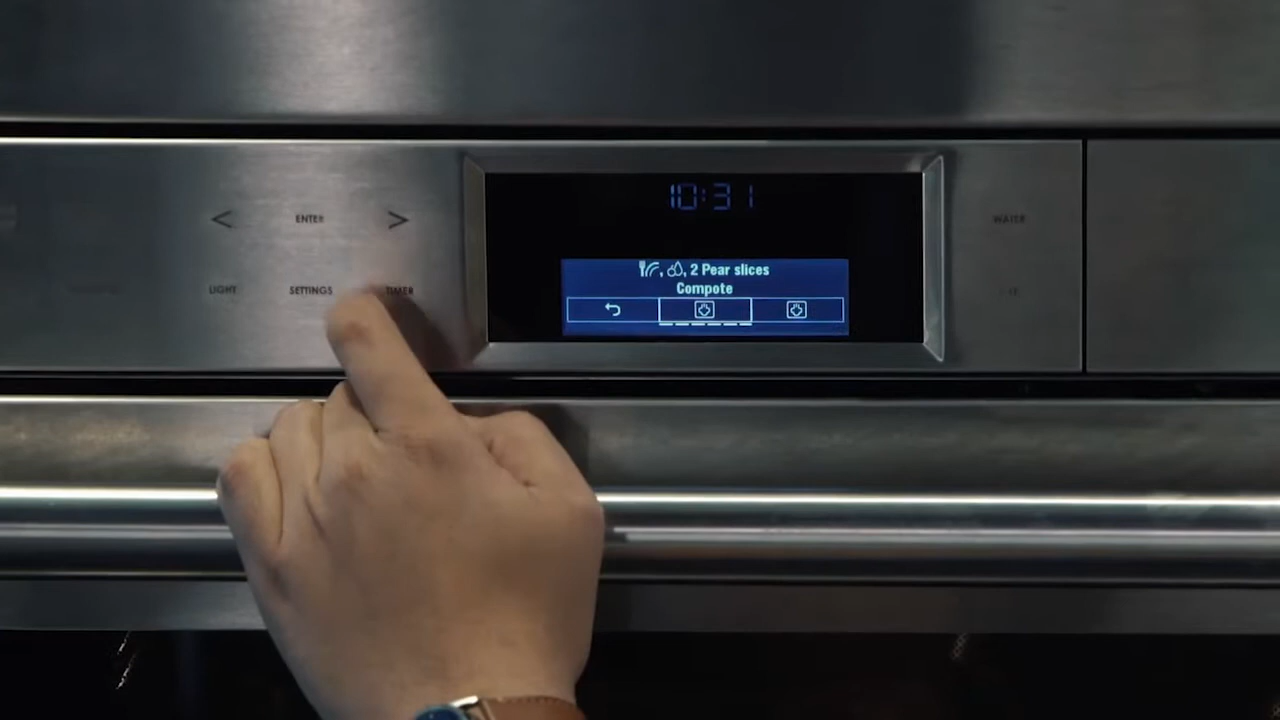 10:31
< ENTER >
WATER
, , 2 Pear slices
Compote
LIGHT SETTINGS TIMER